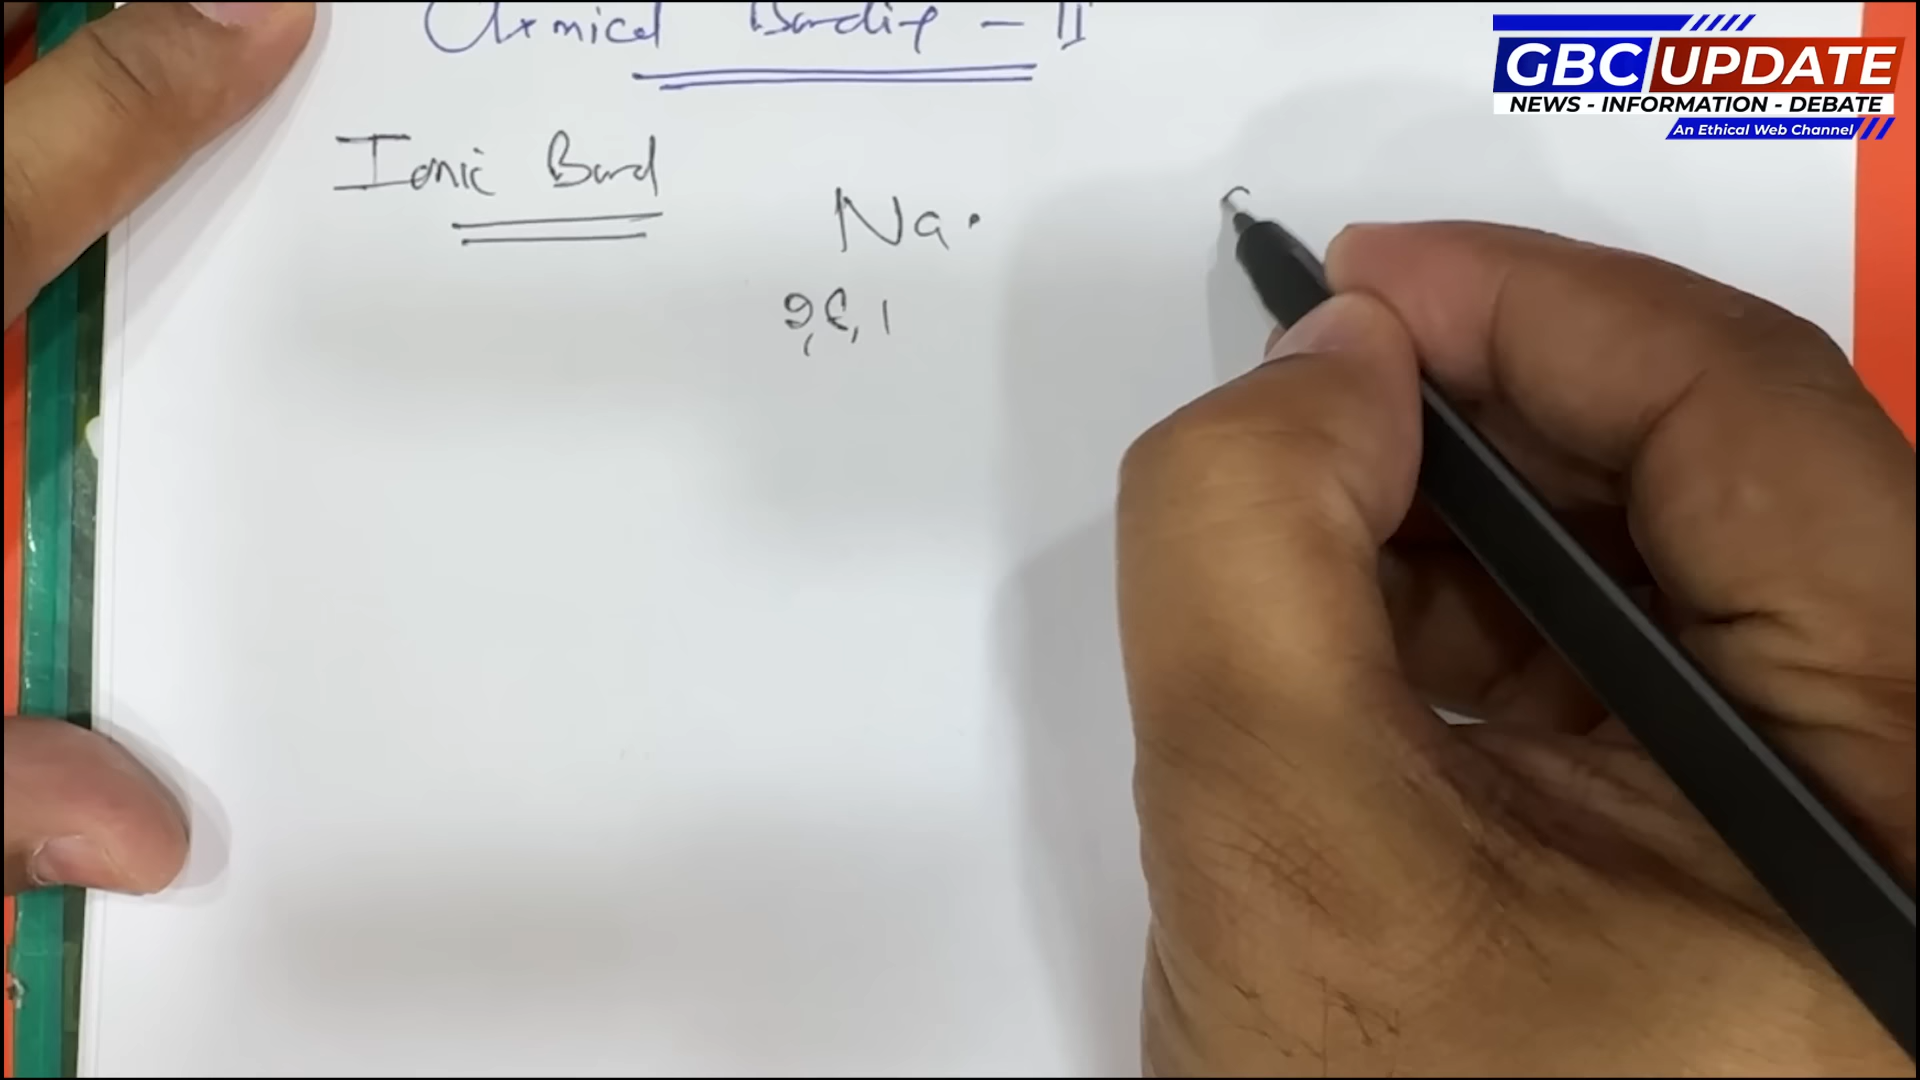 Chemical Bonding - II
GBC UPDATE
NEWS - INFORMATION - DEBATE
An Ethical Web Channel
Ionic Bond
Na·
2,8,1